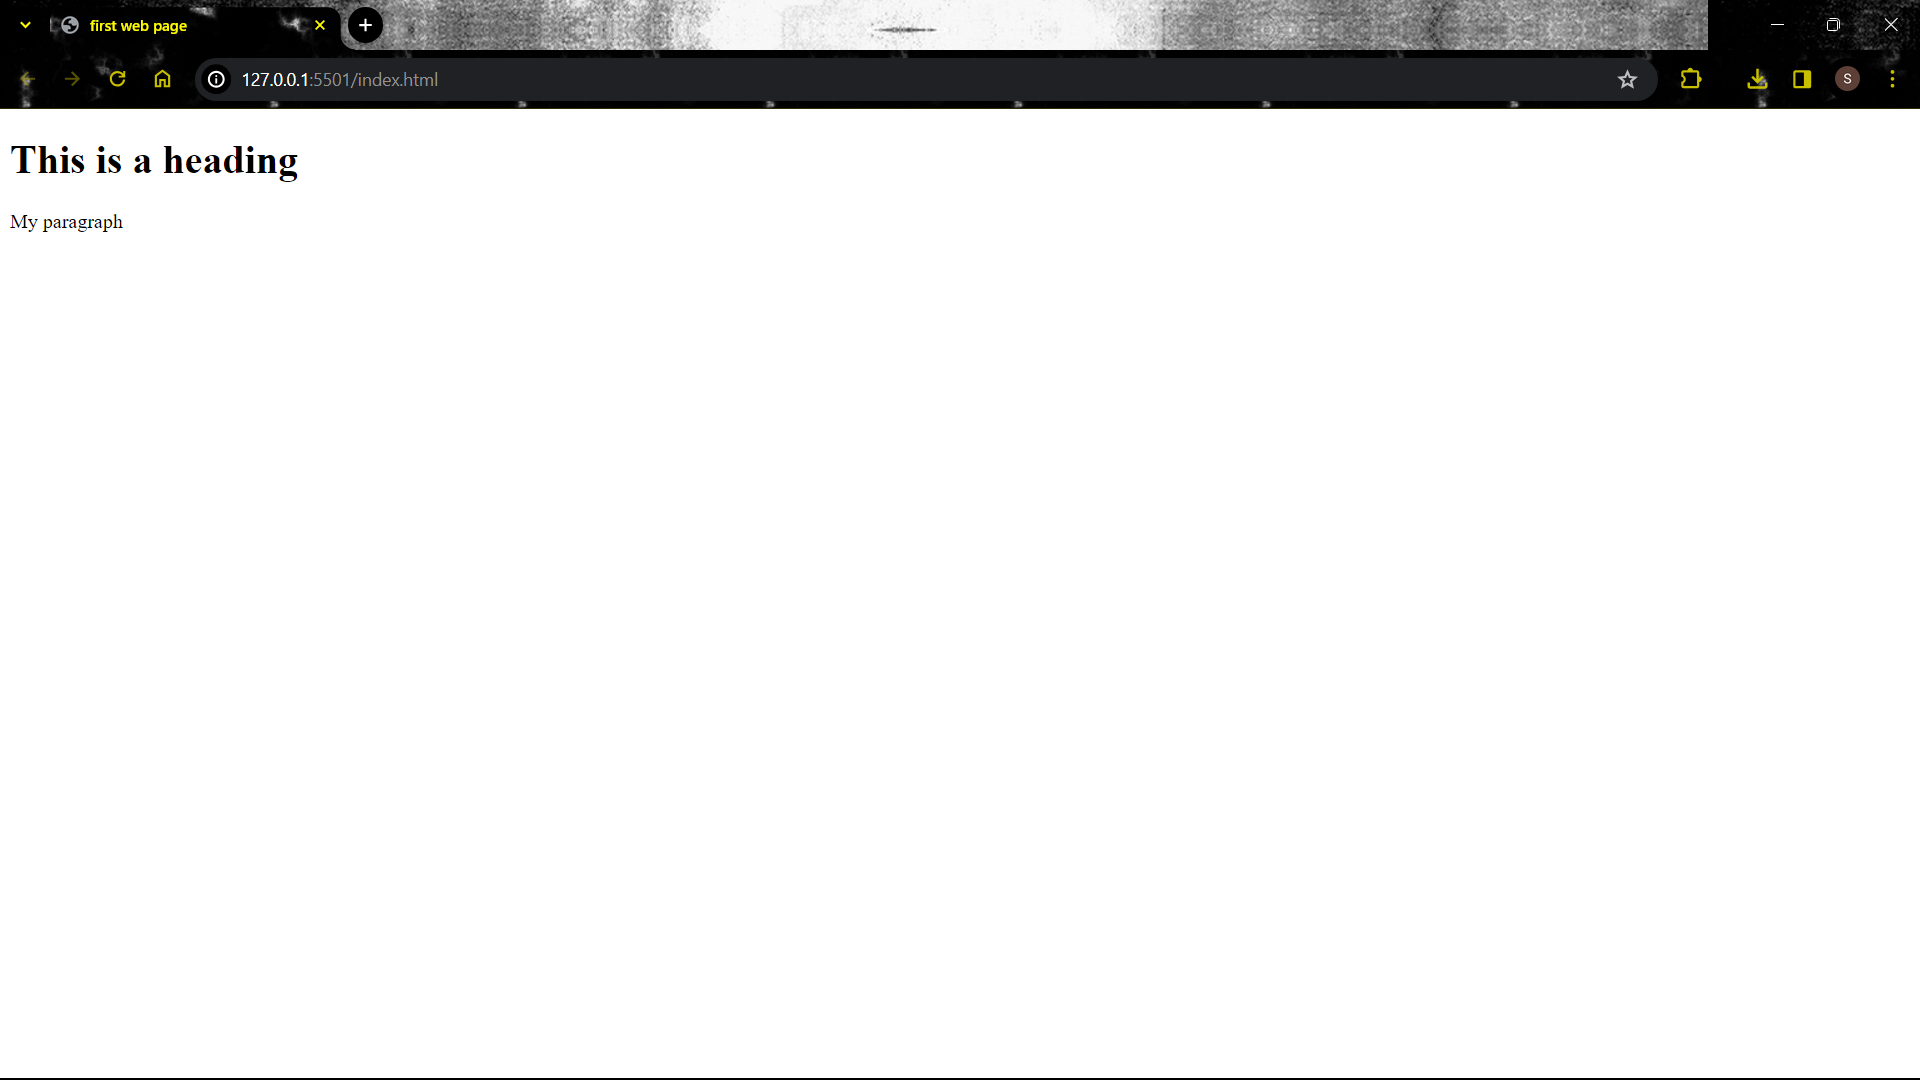 first web page
127.0.0.1:5501/index.html
S
This is a heading
My paragraph